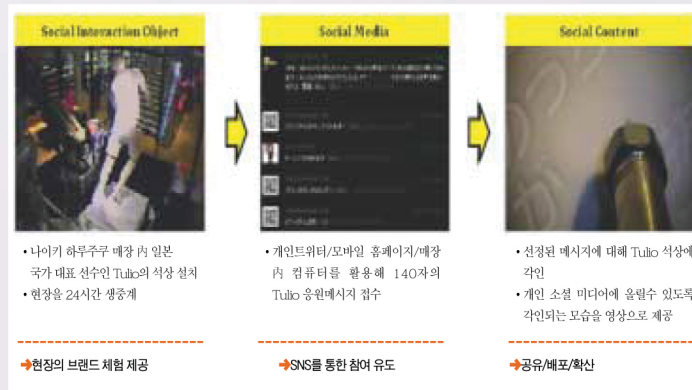 Social Interaction Object
• 나이키 하루주쿠 매장 內 일본
국가 대표 선수인 Tulio의 석상 설치
• 현장을 24시간 생중계
➔현장의 브랜드 체험 제공
Social Media
• 개인트위터/모바일 홈페이지/매장
內 컴퓨터를 활용해 140자의
Tulio 응원메시지 접수
➔SNS를 통한 참여 유도
Social Content
• 선정된 메시지에 대해 Tulio 석상에
각인
• 개인 소셜 미디어에 올릴수 있도록
각인되는 모습을 영상으로 제공
➔공유/배포/확산